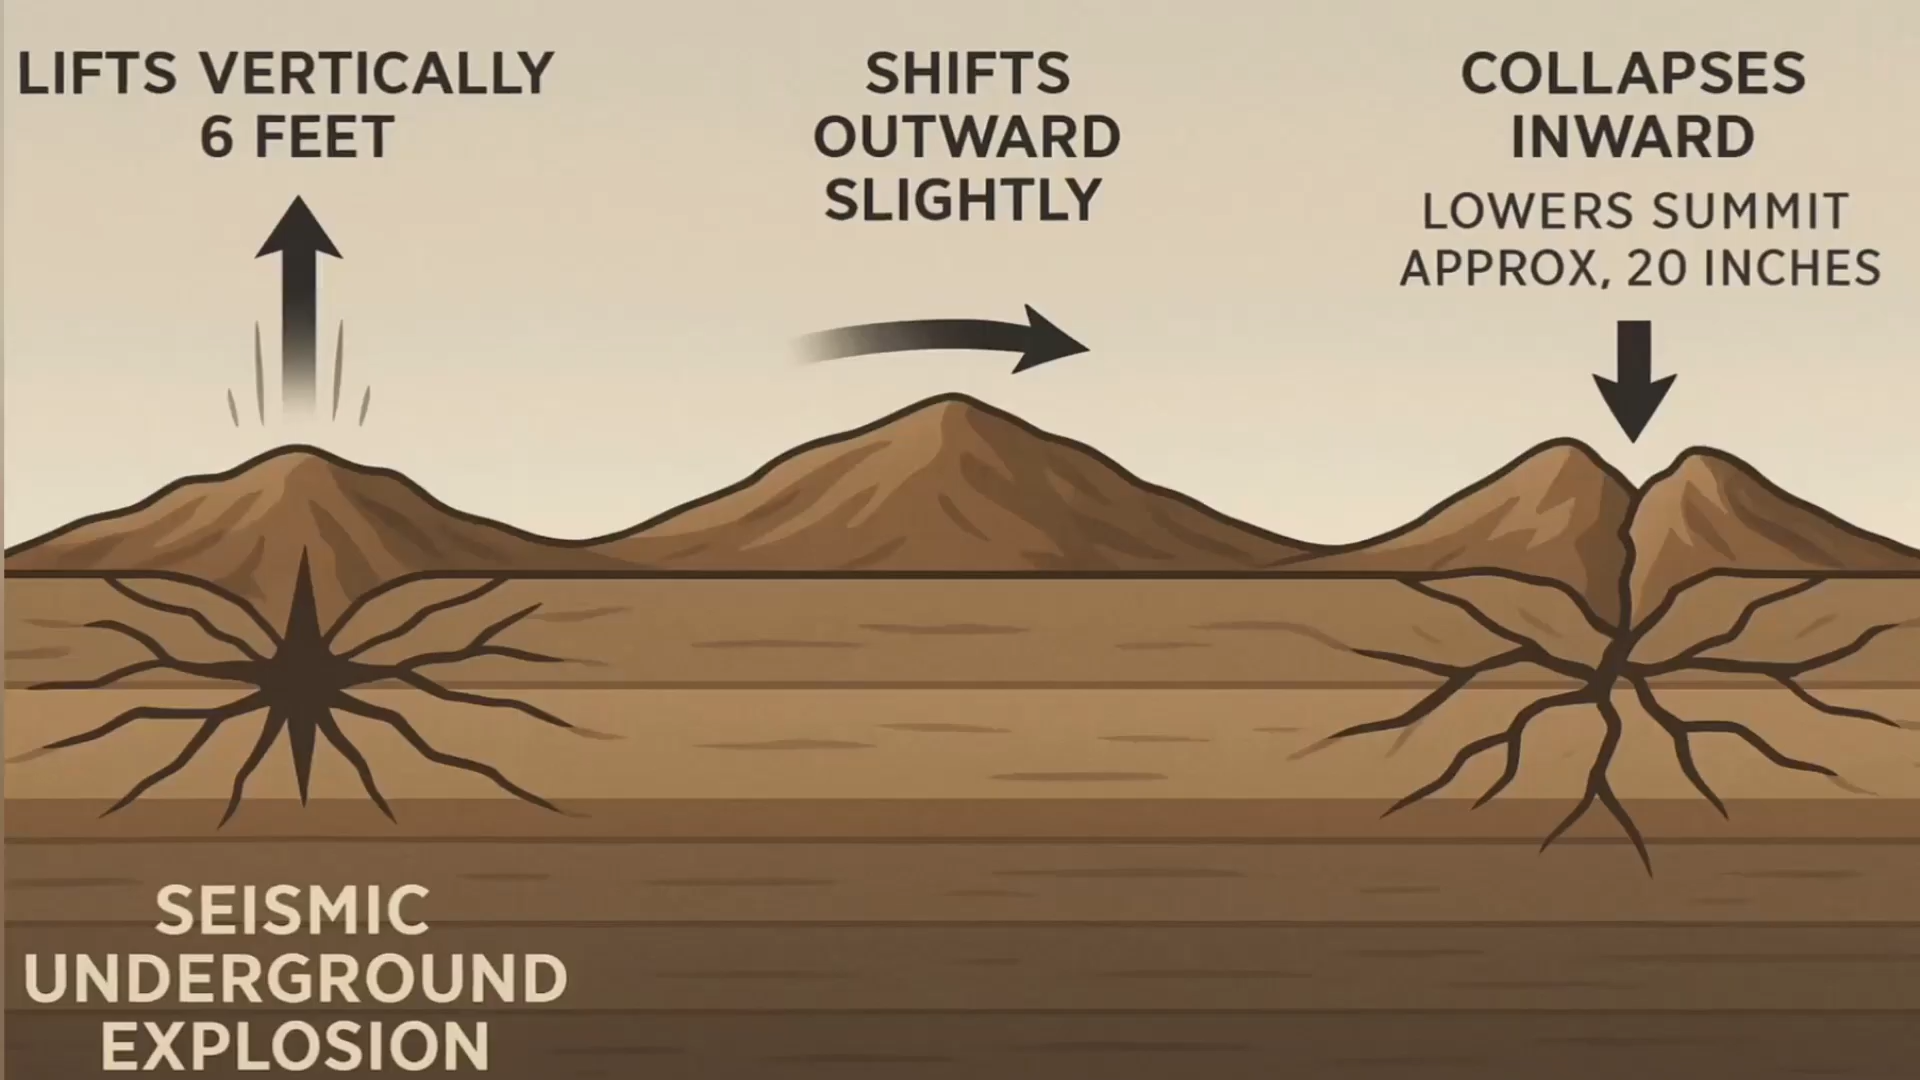 LIFTS VERTICALLY
6 FEET
SHIFTS
OUTWARD
SLIGHTLY
COLLAPSES
INWARD
LOWERS SUMMIT
APPROX, 20 INCHES
SEISMIC
UNDERGROUND
EXPLOSION